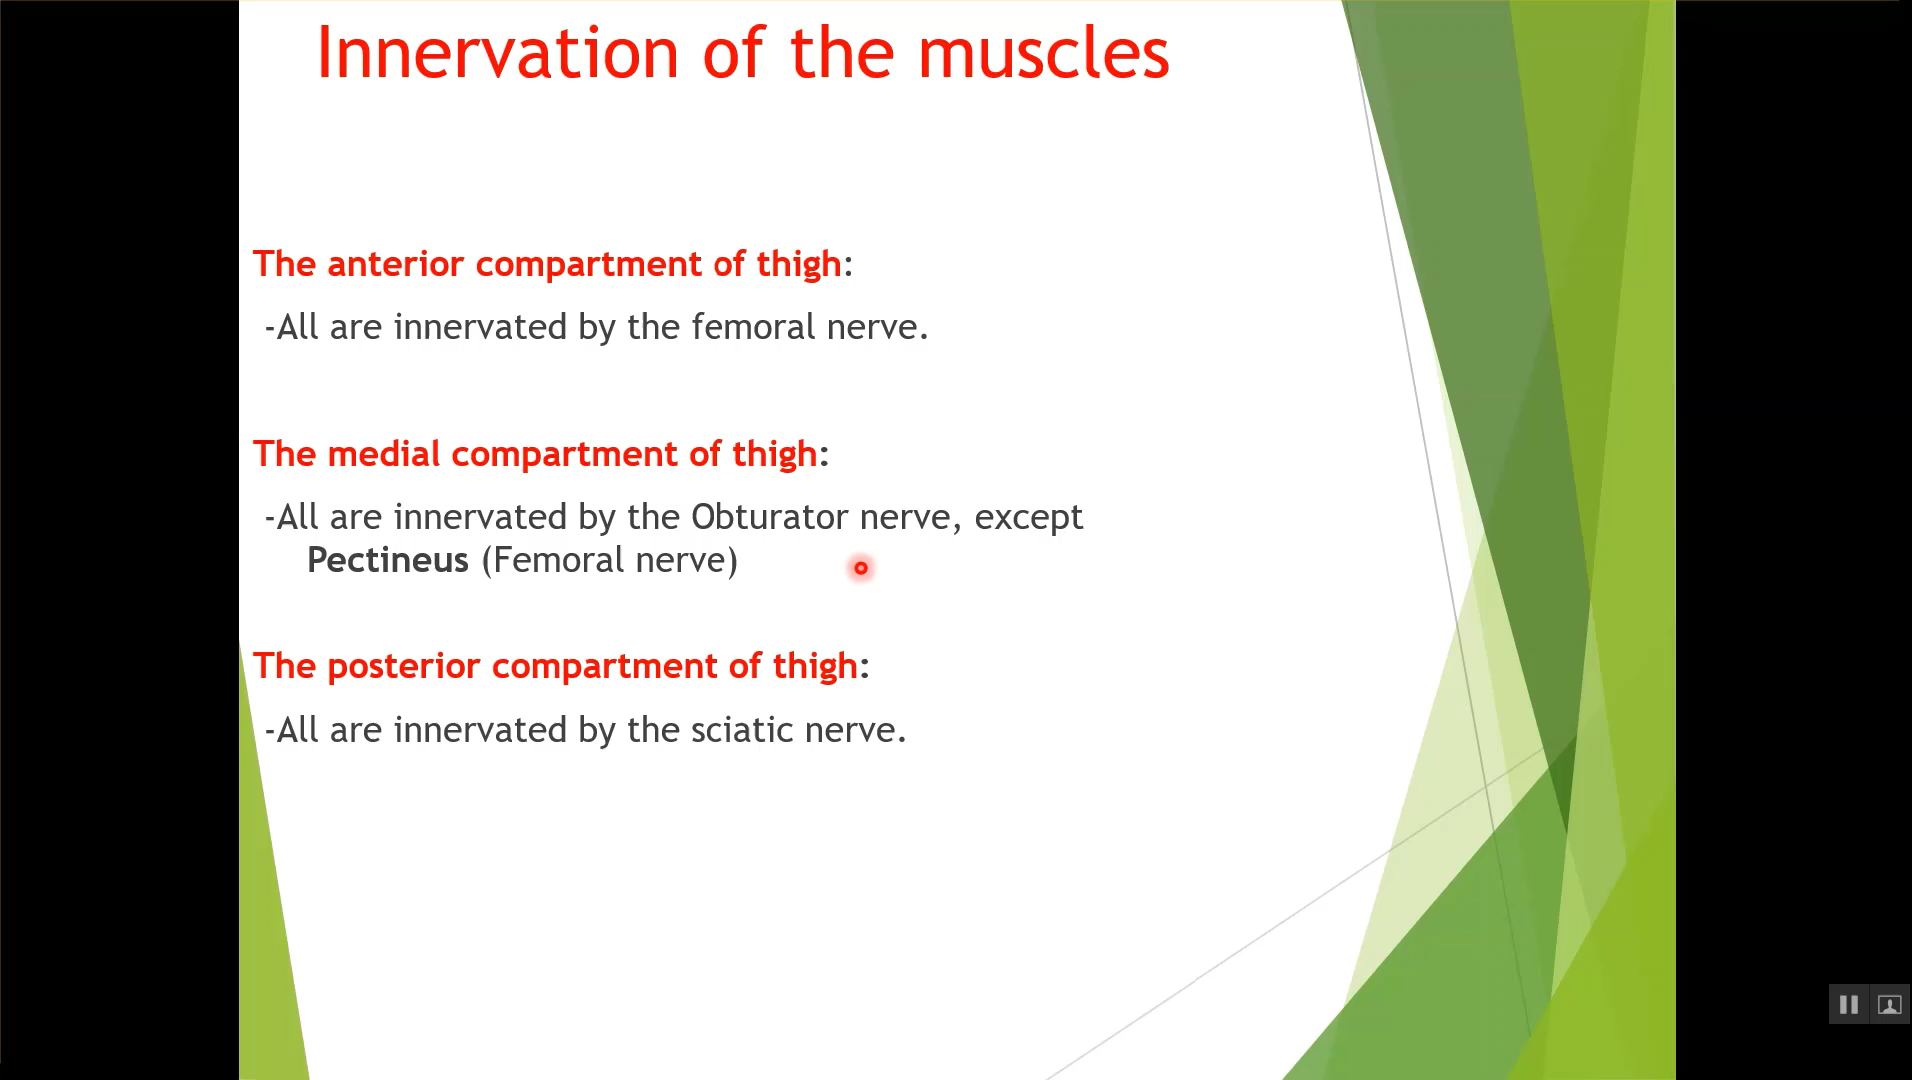 Innervation of the muscles
The anterior compartment of thigh:
-All are innervated by the femoral nerve.
The medial compartment of thigh:
-All are innervated by the Obturator nerve, except
Pectineus (Femoral nerve)
The posterior compartment of thigh:
-All are innervated by the sciatic nerve.